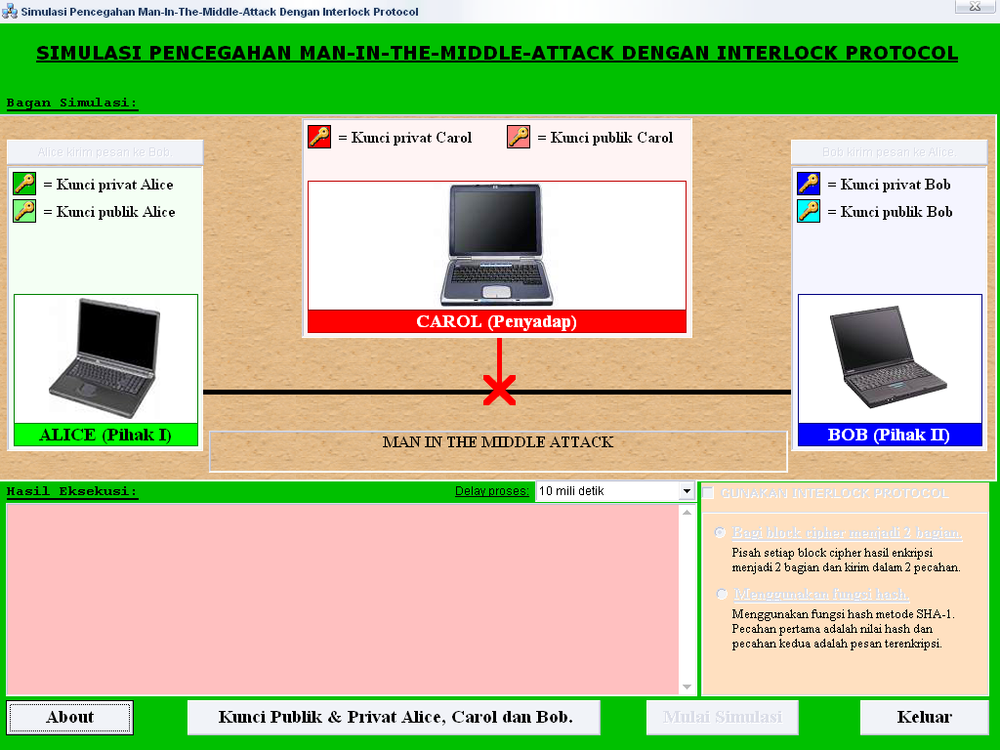 Simulasi Pencegahan Man-In-The-Middle-Attack Dengan Interlock Protocol
SIMULASI PENCEGAHAN MAN-IN-THE-MIDDLE-ATTACK DENGAN INTERLOCK PROTOCOL
Bagan Simulasi:
Alice kirim pesan ke Bob.
= Kunci privat Alice
= Kunci publik Alice
ALICE (Pihak I)
= Kunci privat Carol
= Kunci publik Carol
CAROL (Penyadap)
MAN IN THE MIDDLE ATTACK
Bob kirim pesan ke Alice.
= Kunci privat Bob
= Kunci publik Bob
BOB (Pihak II)
Hasil Eksekusi:
Delay proses: 10 mili detik
GUNAKAN INTERLOCK PROTOCOL
Bagi block cipher menjadi 2 bagian.
Pisah setiap block cipher hasil enkripsi
menjadi 2 bagian dan kirim dalam 2 pecahan.
Menggunakan fungsi hash.
Menggunakan fungsi hash metode SHA-1.
Pecahan pertama adalah nilai hash dan
pecahan kedua adalah pesan terenkripsi.
About
Kunci Publik & Privat Alice, Carol dan Bob.
Mulai Simulasi
Keluar